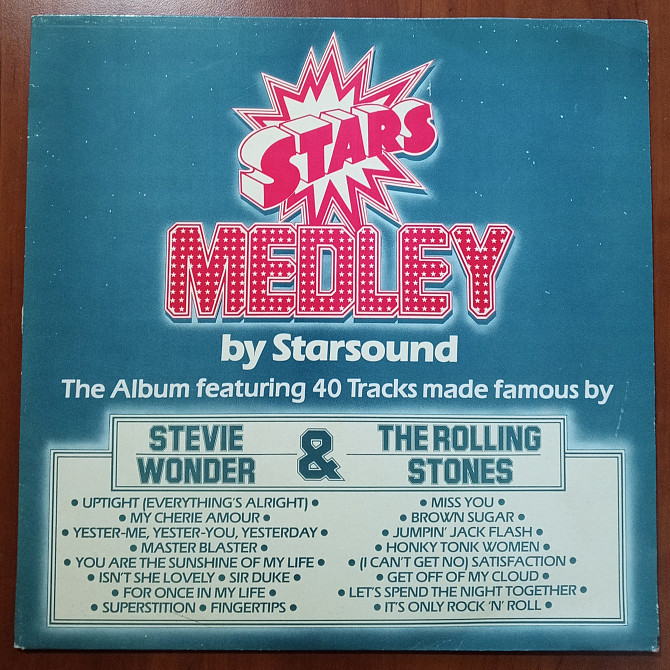 STARS
MEDLEY
by Starsound
The Album featuring 40 Tracks made famous by
STEVIE WONDER
&
THE ROLLING STONES
• UPTIGHT (EVERYTHING'S ALRIGHT) •
• MY CHERIE AMOUR •
• YESTER-ME, YESTER-YOU, YESTERDAY •
• MASTER BLASTER •
• YOU ARE THE SUNSHINE OF MY LIFE •
• ISN'T SHE LOVELY • SIR DUKE •
• FOR ONCE IN MY LIFE •
• SUPERSTITION • FINGERTIPS •
• MISS YOU •
• BROWN SUGAR •
• JUMPIN' JACK FLASH •
• HONKY TONK WOMEN •
• (I CAN'T GET NO) SATISFACTION •
• GET OFF OF MY CLOUD •
• LET'S SPEND THE NIGHT TOGETHER •
• IT'S ONLY ROCK 'N' ROLL •